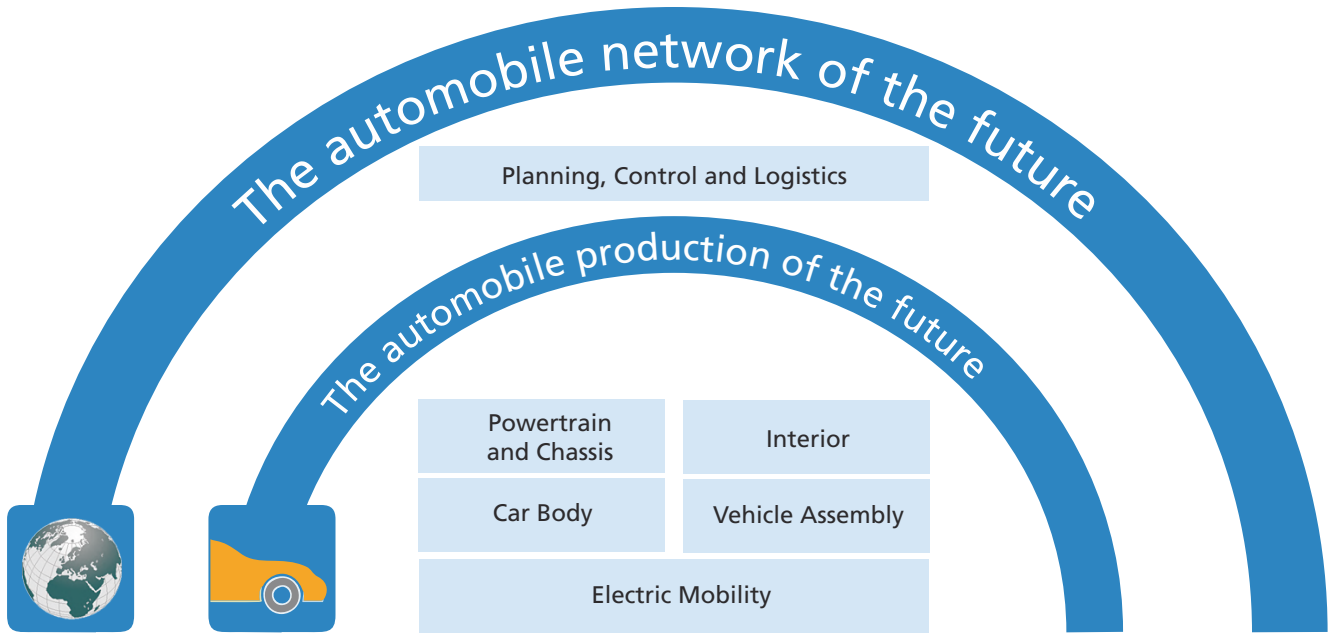 The automobile network of the future
Planning, Control and Logistics
The automobile production of the future
Powertrain
and Chassis
Interior
Car Body
Vehicle Assembly
Electric Mobility